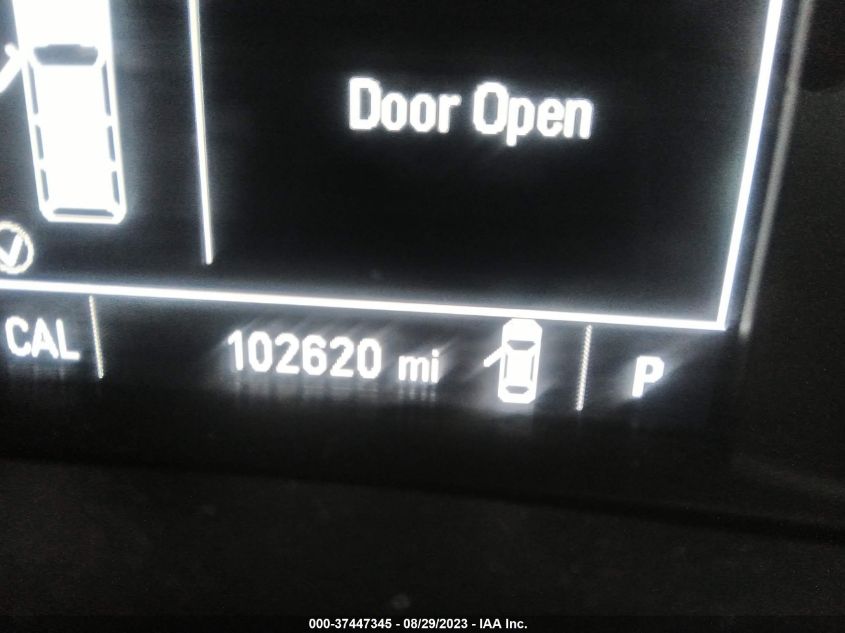 Door Open
CAL
102620 mi
P
000-37447345 - 08/29/2023 - IAA Inc.